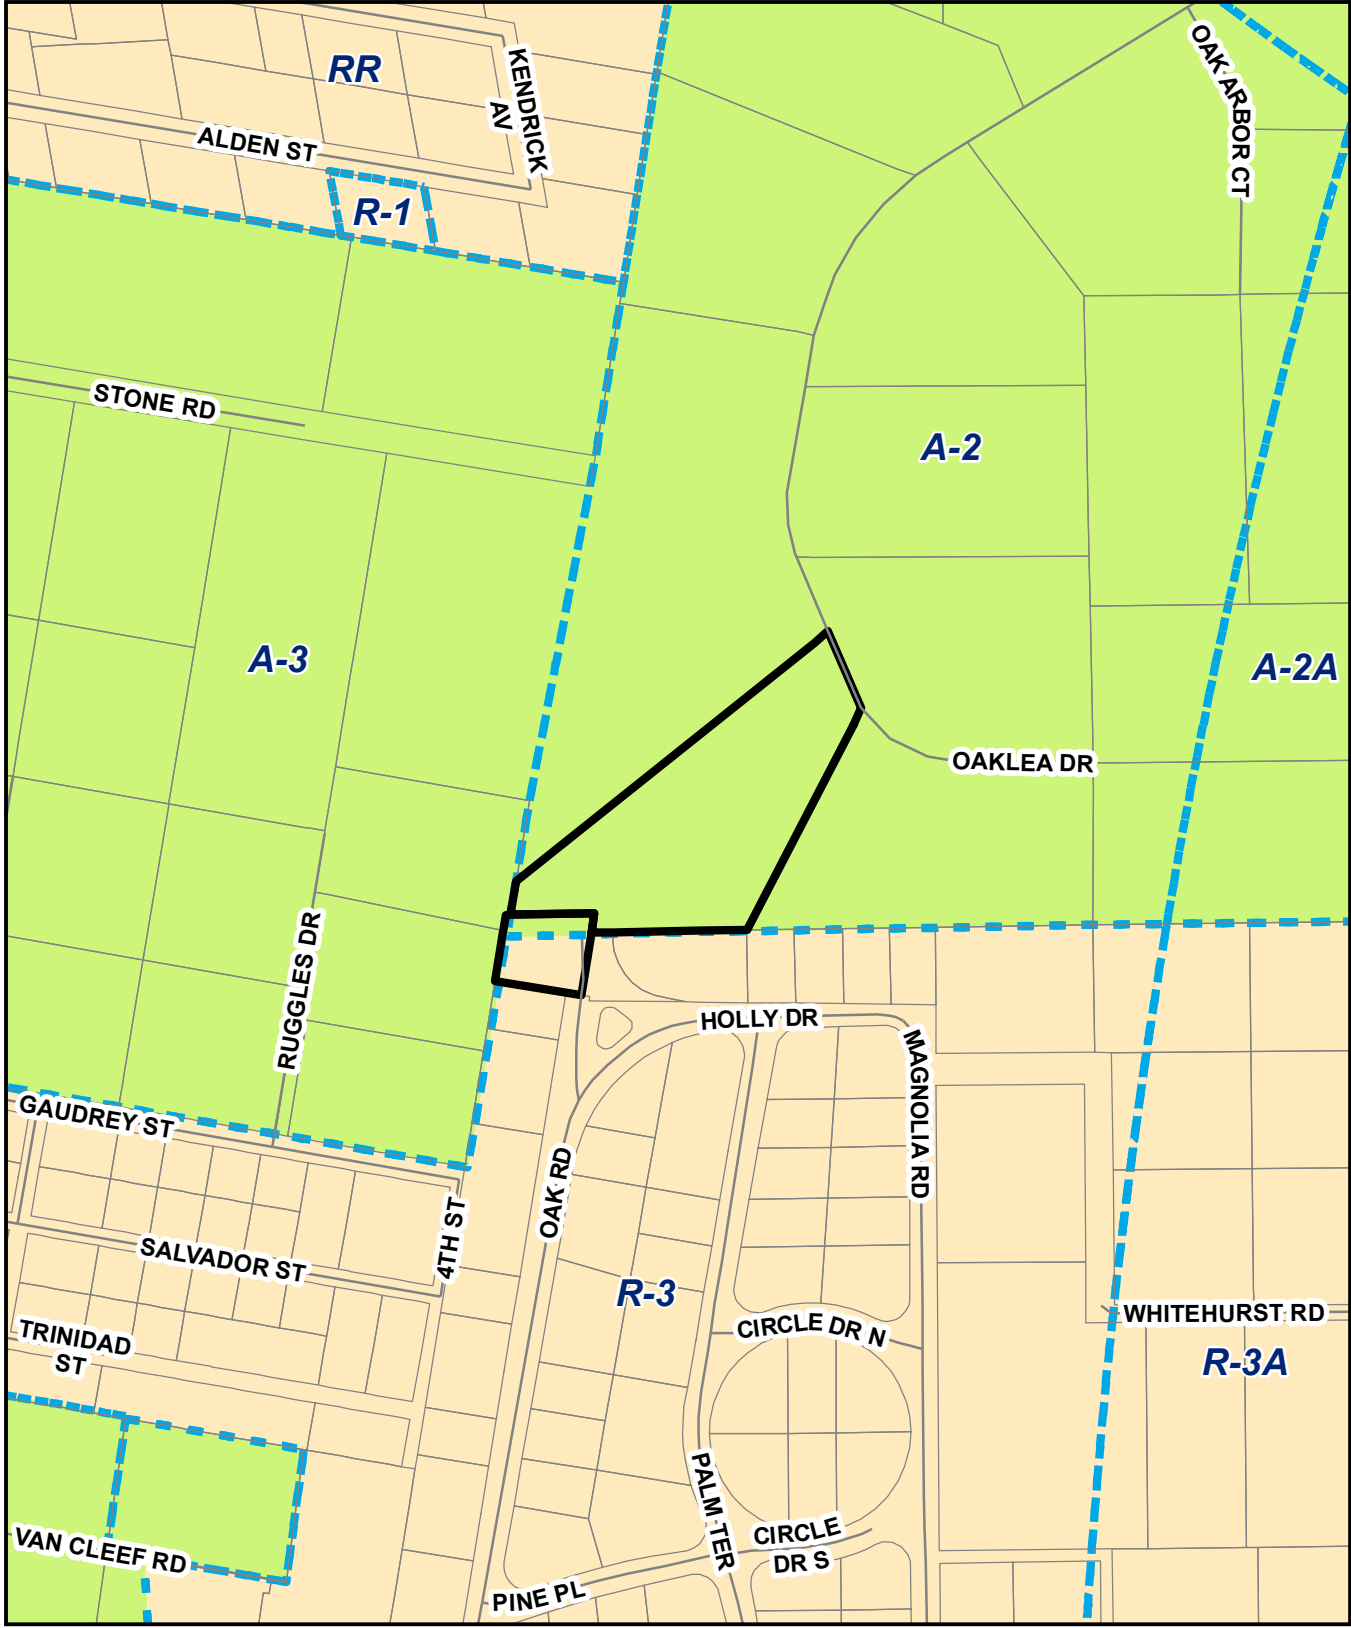 RR
KENDRICK
AV
OAK ARBOR CT
ALDEN ST
R-1
STONE RD
A-2
A-3
A-2A
OAKLEA DR
RUGGLES DR
HOLLY DR
MAGNOLIA RD
GAUDREY ST
OAK RD
4TH ST
SALVADOR ST
R-3
CIRCLE DR N
WHITEHURST RD
TRINIDAD
ST
R-3A
PALM TER
CIRCLE
DR S
VAN CLEEF RD
PINE PL